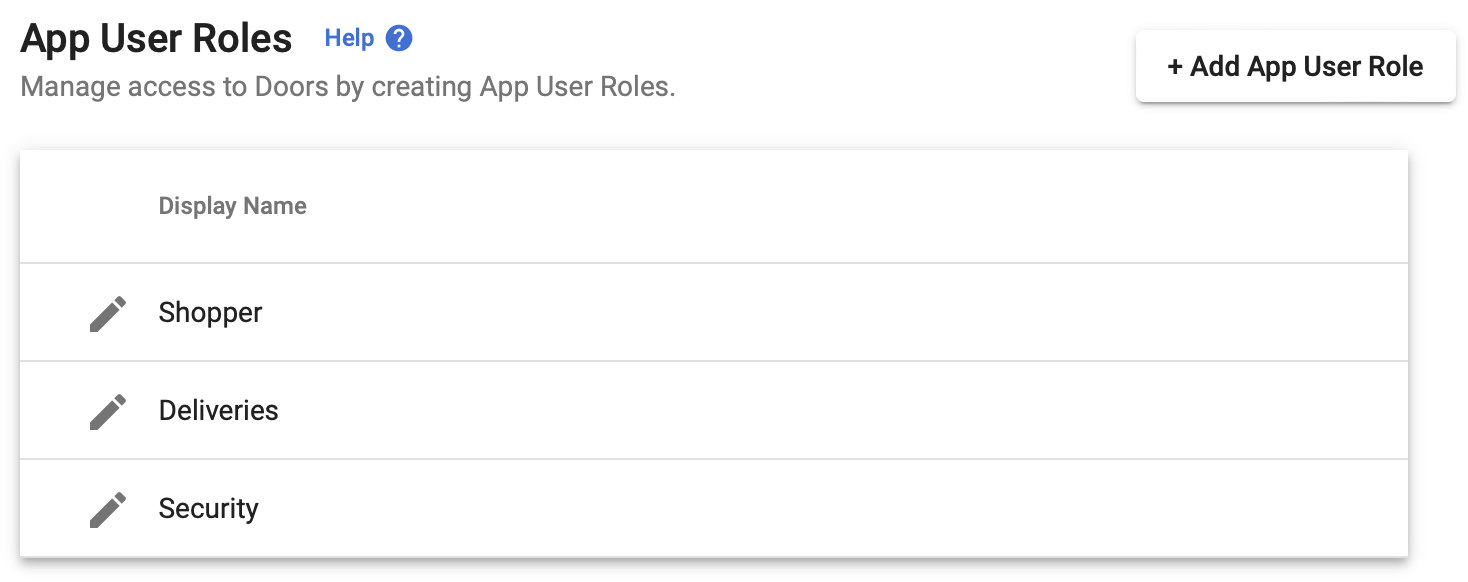 App User Roles Help ?
Manage access to Doors by creating App User Roles.
+ Add App User Role
Display Name
Shopper
Deliveries
Security